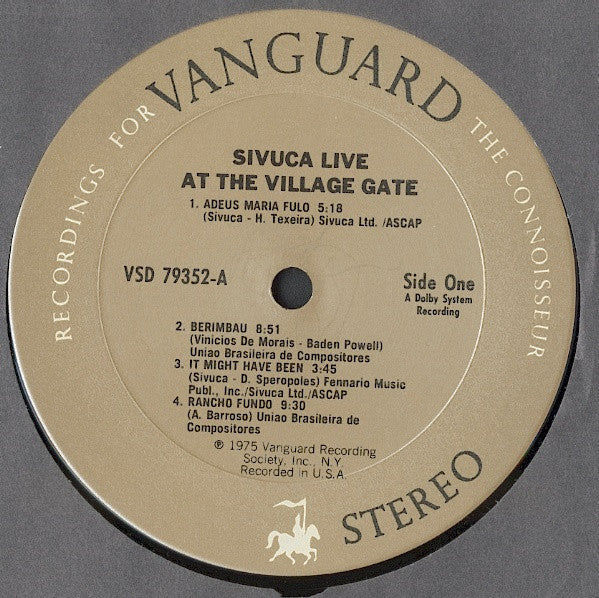 RECORDINGS FOR VANGUARD THE CONNOISSEUR
SIVUCA LIVE
AT THE VILLAGE GATE
1. ADEUS MARIA FULO 5:18
(Sivuca - H. Texeira) Sivuca Ltd. /ASCAP
VSD 79352-A
Side One
A Dolby System
Recording
2. BERIMBAU 8:51
(Vinicios De Morais - Baden Powell)
Uniao Brasileira de Compositores
3. IT MIGHT HAVE BEEN 3:45
(Sivuca - D. Speropoles) Fennario Music
Publ., Inc./Sivuca Ltd./ASCAP
4. RANCHO FUNDO 9:30
(A. Barroso) Uniao Brasileira de
Compositores
℗ 1975 Vanguard Recording
Society, Inc., N.Y.
Recorded in U.S.A.
STEREO